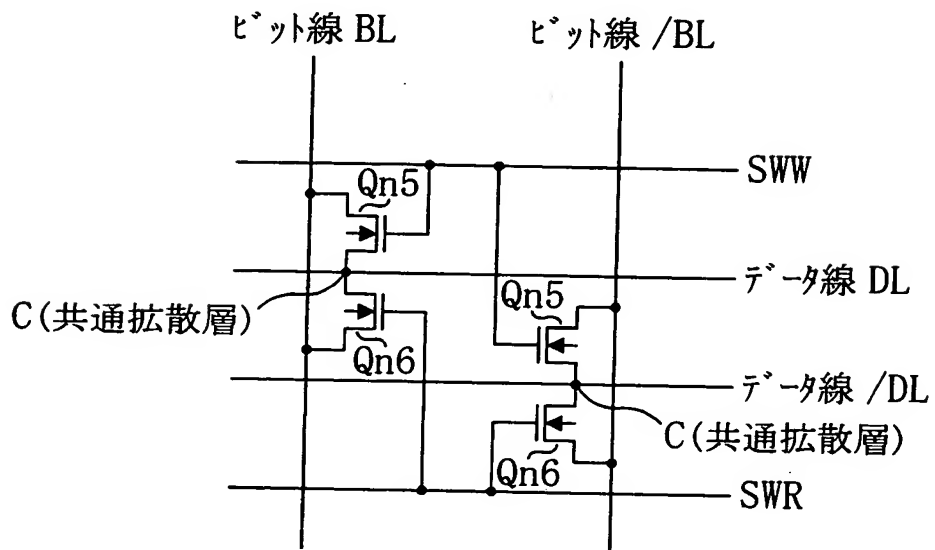 ビット線 BL
ビット線 /BL
SWW
Qn5
データ線 DL
C(共通拡散層)
Qn5
Qn6
データ線 /DL
C(共通拡散層)
Qn6
SWR